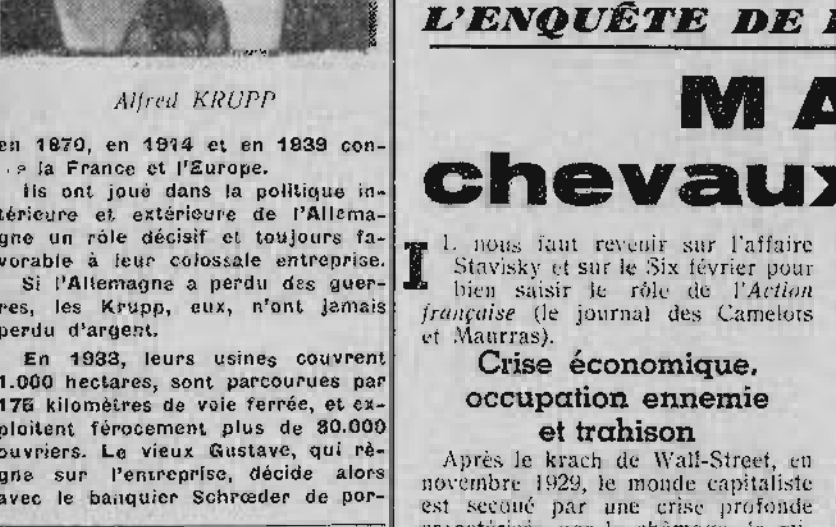 Alfred KRUPP
en 1870, en 1914 et en 1939 con-
la France et l'Europe.
Ils ont joué dans la politique in-
térieure et extérieure de l'Allema-
gne un rôle décisif et toujours fa-
vorable à leur colossale entreprise.
Si l'Allemagne a perdu des guer-
res, les Krupp, eux, n'ont jamais
perdu d'argent.
En 1933, leurs usines couvrent
1.000 hectares, sont parcourues par
175 kilomètres de voie ferrée, et ex-
ploitent férocement plus de 30.000
ouvriers. Le vieux Gustave, qui rè-
gne sur l'entreprise, décide alors
avec le banquier Schrœder de por-
L'ENQUÊTE DE
MA
chevaux
IL nous faut revenir sur l'affaire
Stavisky et sur le Six février pour
bien saisir le rôle de l'Action
française (le journal des Camelots
et Maurras).
Crise économique,
occupation ennemie
et trahison
Après le krach de Wall-Street, en
novembre 1929, le monde capitaliste
est secoué par une crise profonde